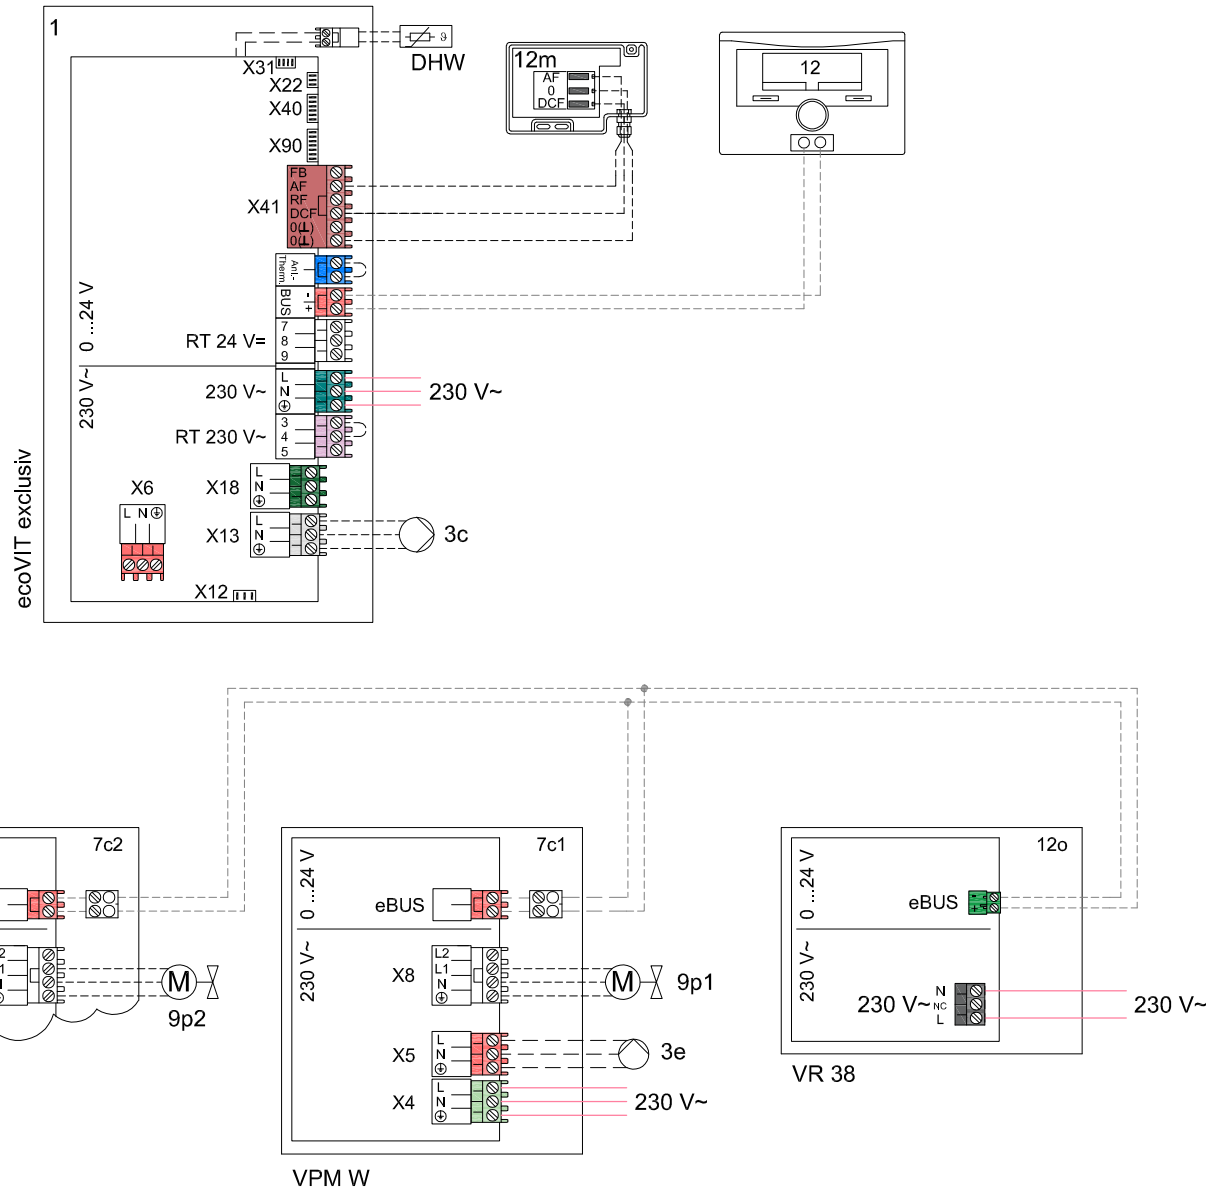 1
ϑ
DHW
X31
X22
X40
X90
12m
AF
0
DCF
12
X41
FB
AF
RF
DCF
0(⊥)
0(⊥)
Anl.-
Therm.
BUS
-
+
0 ...24 V
RT 24 V=
7
8
9
230 V~
230 V~
L
N
230 V~
RT 230 V~
3
4
5
ecoVIT exclusiv
X6
L N
X18
L
N
X13
L
N
3c
X12
7c2
2
1
N
M
9p2
7c1
0 ...24 V
eBUS
230 V~
X8
L2
L1
N
M
9p1
X5
L
N
3e
X4
L
N
230 V~
VPM W
12o
0 ...24 V
eBUS
-
+
230 V~
230 V~
N
NC
L
230 V~
VR 38